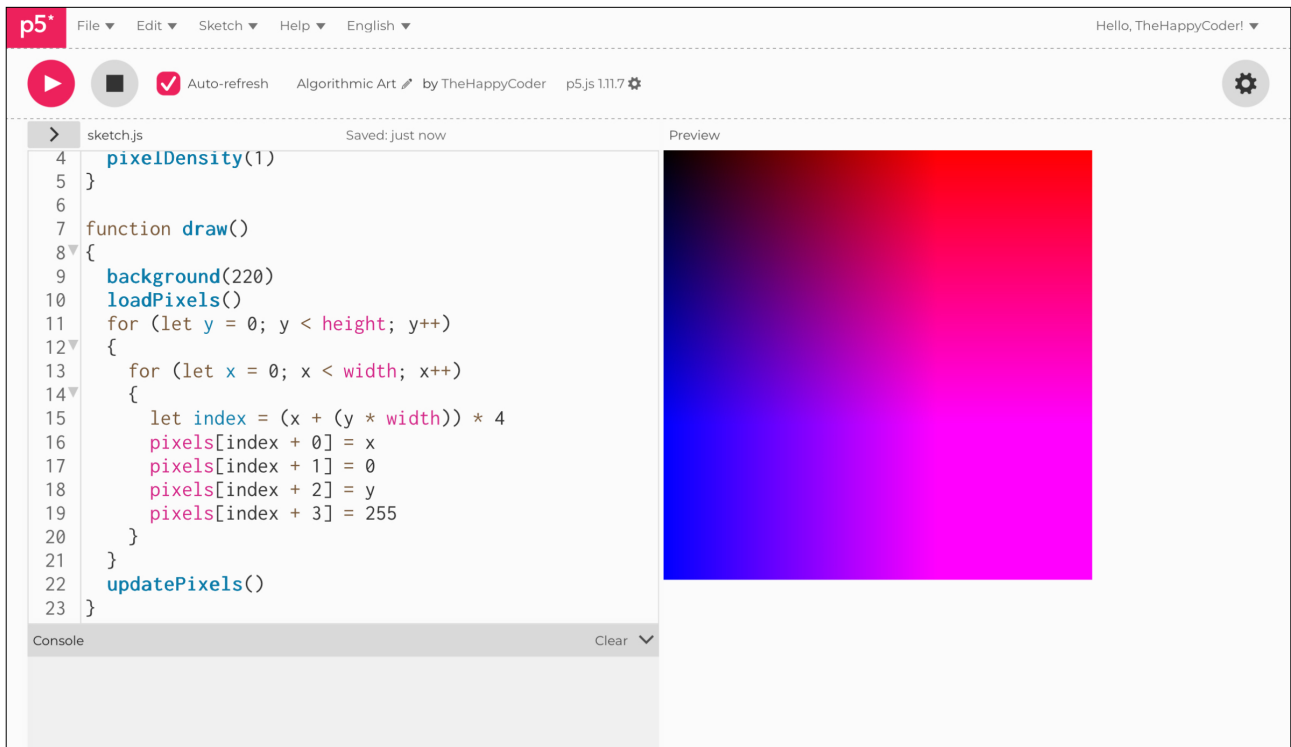 p5* File Edit Sketch Help English Hello, TheHappyCoder!
Auto-refresh Algorithmic Art by TheHappyCoder p5.js 1.11.7
> sketch.js Saved: just now Preview
4 pixelDensity(1)
5 }
6
7 function draw()
8 {
9 background(220)
10 loadPixels()
11 for (let y = 0; y < height; y++)
12 {
13 for (let x = 0; x < width; x++)
14 {
15 let index = (x + (y * width)) * 4
16 pixels[index + 0] = x
17 pixels[index + 1] = 0
18 pixels[index + 2] = y
19 pixels[index + 3] = 255
20 }
21 }
22 updatePixels()
23 }
Console Clear